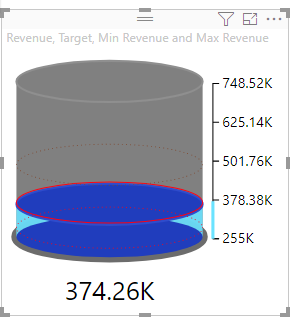 Revenue, Target, Min Revenue and Max Revenue
748.52K
625.14K
501.76K
378.38K
255K
374.26K